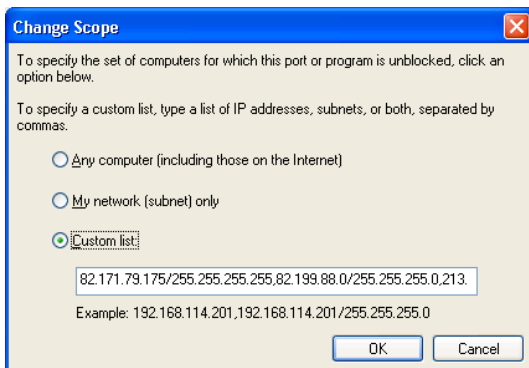 Change Scope
To specify the set of computers for which this port or program is unblocked, click an
option below.
To specify a custom list, type a list of IP addresses, subnets, or both, separated by
commas.
Any computer (including those on the Internet)
My network (subnet) only
Custom list:
82.171.79.175/255.255.255.255,82.199.88.0/255.255.255.0,213.
Example: 192.168.114.201,192.168.114.201/255.255.255.0
OK Cancel